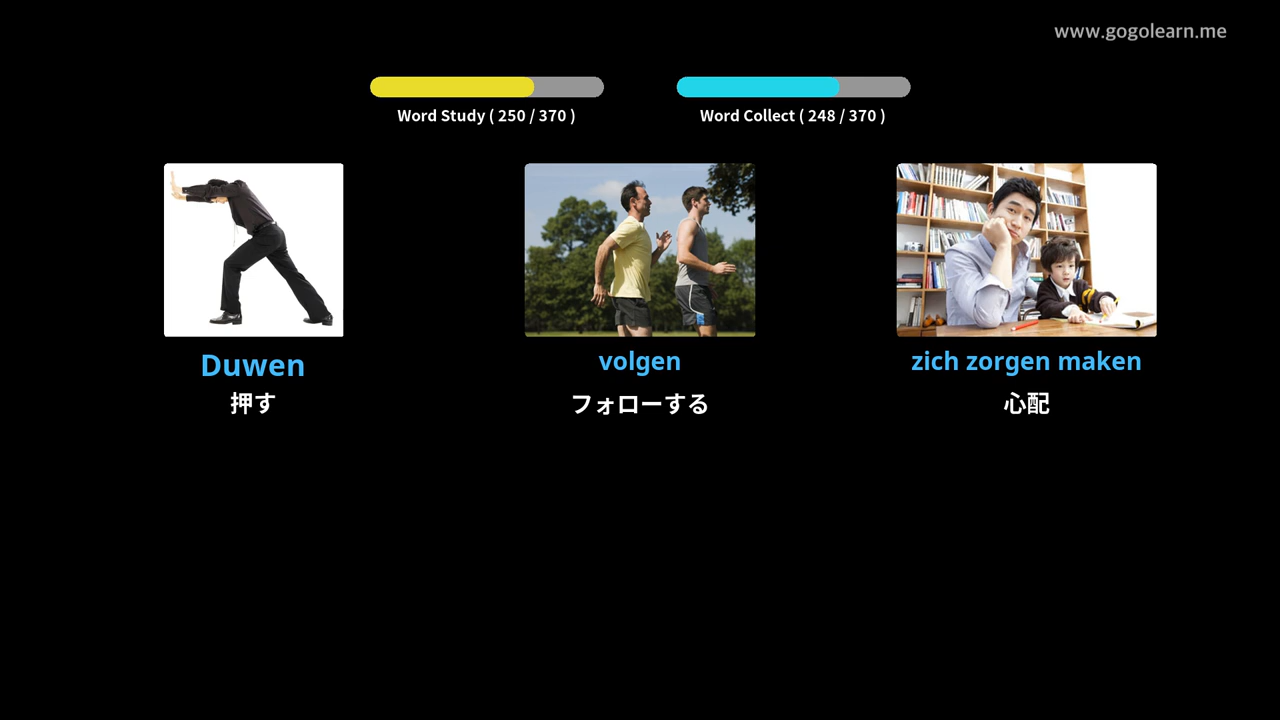 www.gogolearn.me
Word Study ( 250 / 370 )
Word Collect ( 248 / 370 )
Duwen
volgen
zich zorgen maken
押す
フォローする
心配